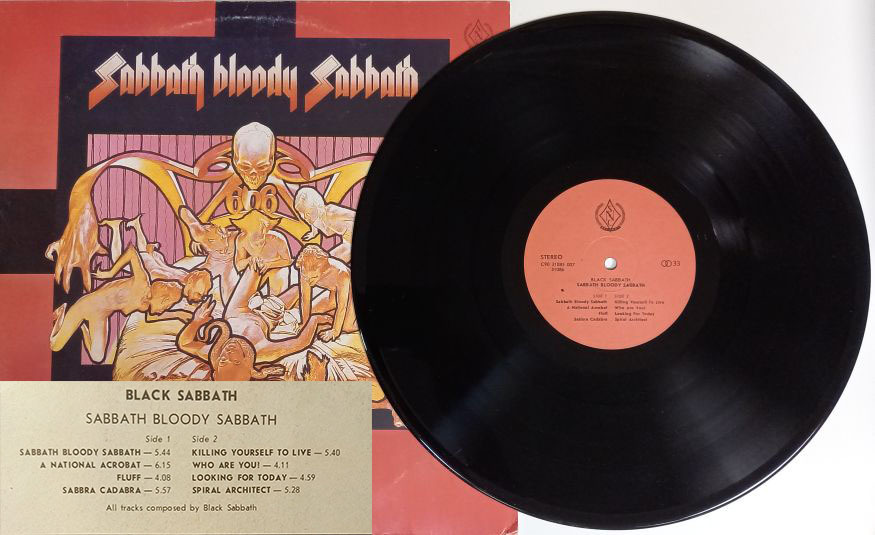 Sabbath bloody Sabbath
666
BLACK SABBATH
SABBATH BLOODY SABBATH
Side 1 Side 2
SABBATH BLOODY SABBATH — 5.44 KILLING YOURSELF TO LIVE — 5.40
A NATIONAL ACROBAT — 6.15 WHO ARE YOU! — 4.11
FLUFF — 4.08 LOOKING FOR TODAY — 4.59
SABBRA CADABRA — 5.57 SPIRAL ARCHITECT — 5.28
All tracks composed by Black Sabbath
STEREO
33
BLACK SABBATH
SABBATH BLOODY SABBATH
SIDE 1 SIDE 2
Sabbath Bloody Sabbath Killing Yourself To Live
A National Acrobat Who are You!
Fluff Looking For Today
Sabbra Cadabra Spiral Architect